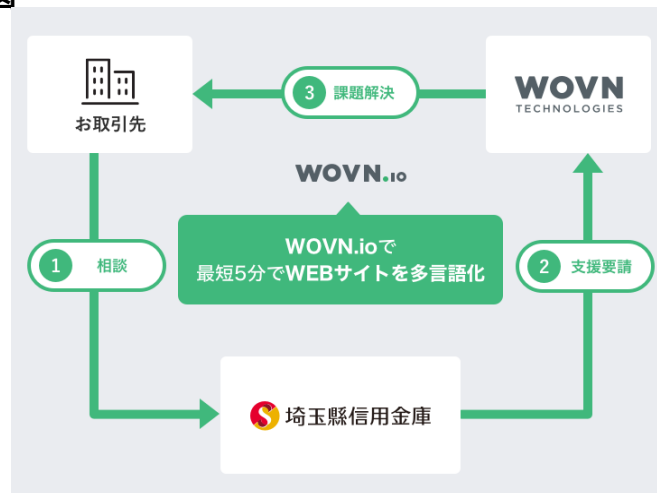 お取引先
3 課題解決
WOVN
TECHNOLOGIES
WOVN.io
WOVN.ioで
最短5分でWEBサイトを多言語化
1 相談
2 支援要請
埼玉縣信用金庫